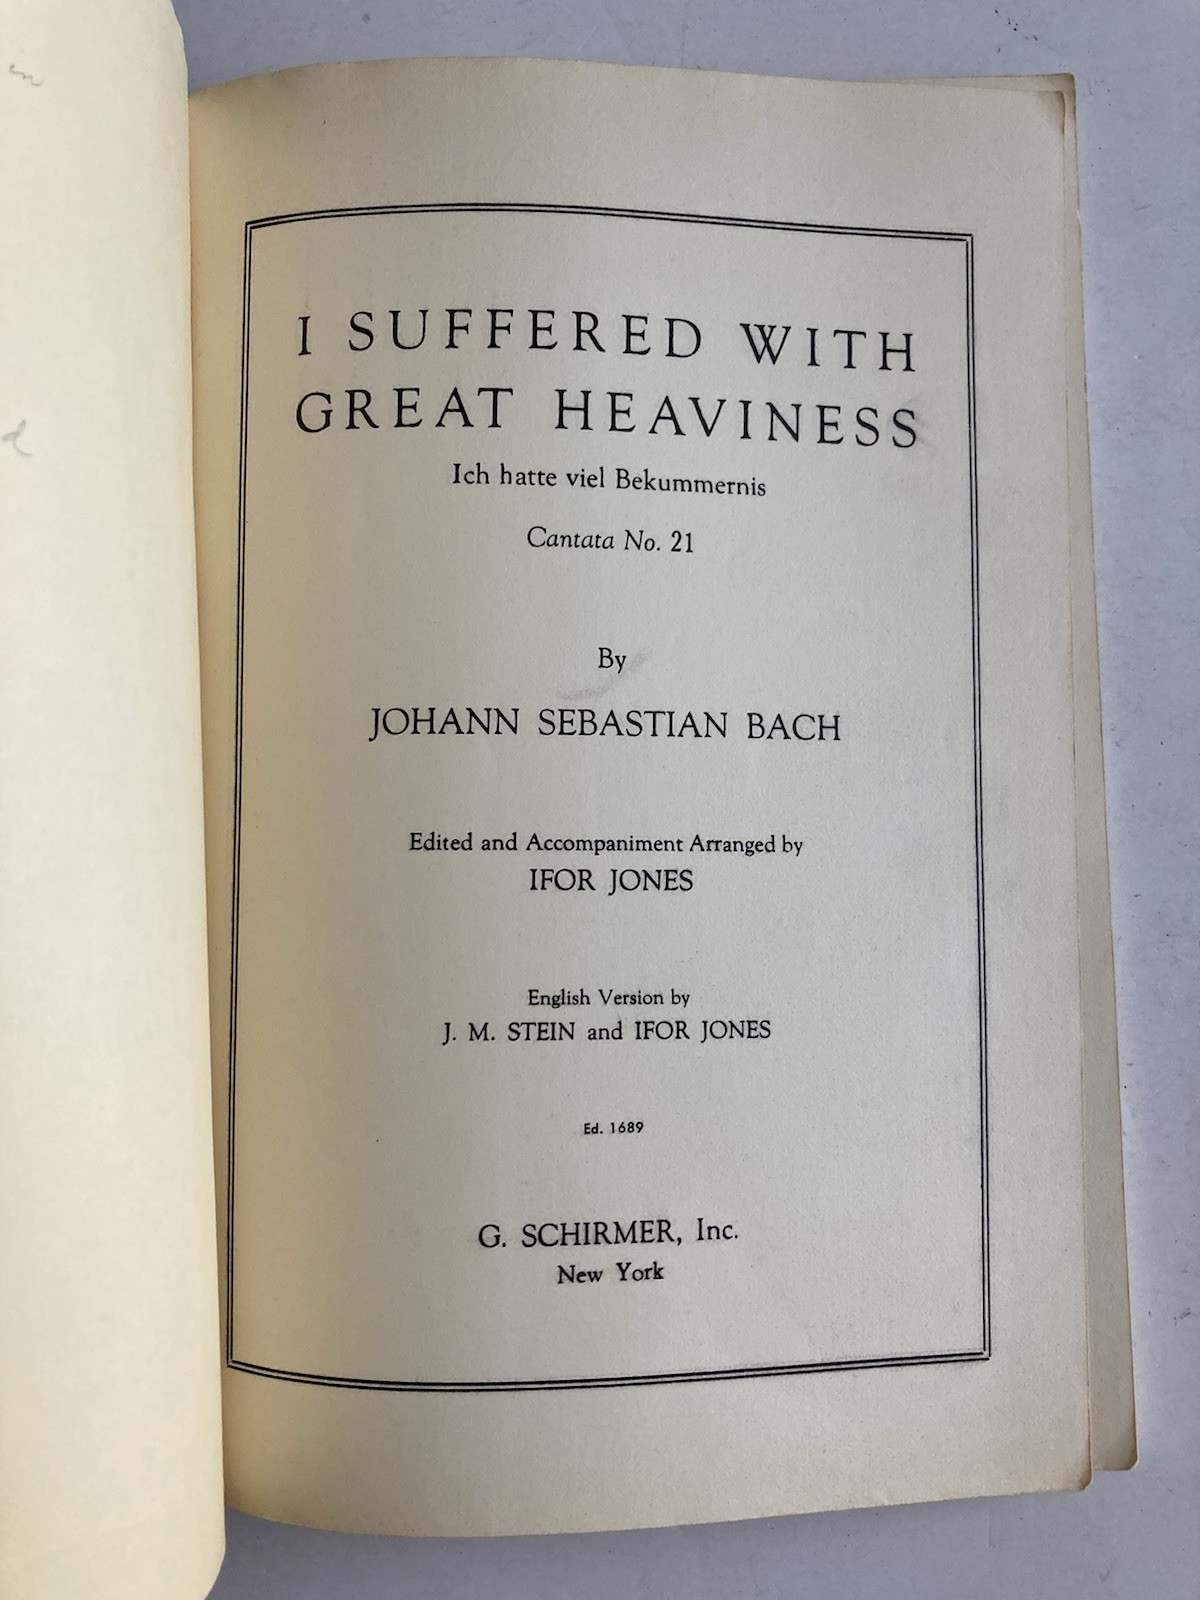 I SUFFERED WITH
GREAT HEAVINESS
Ich hatte viel Bekummernis
Cantata No. 21
By
JOHANN SEBASTIAN BACH
Edited and Accompaniment Arranged by
IFOR JONES
English Version by
J. M. STEIN and IFOR JONES
Ed. 1689
G. SCHIRMER, Inc.
New York